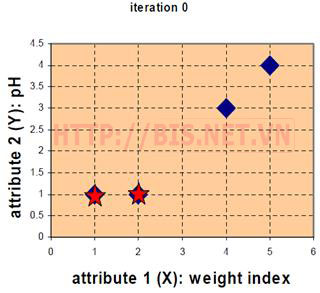 iteration 0
attribute 2 (Y): pH
4.5
4
3.5
3
2.5
2
1.5
1
0.5
0
HTTP://BIS.NET.VN
0 1 2 3 4 5 6
attribute 1 (X): weight index